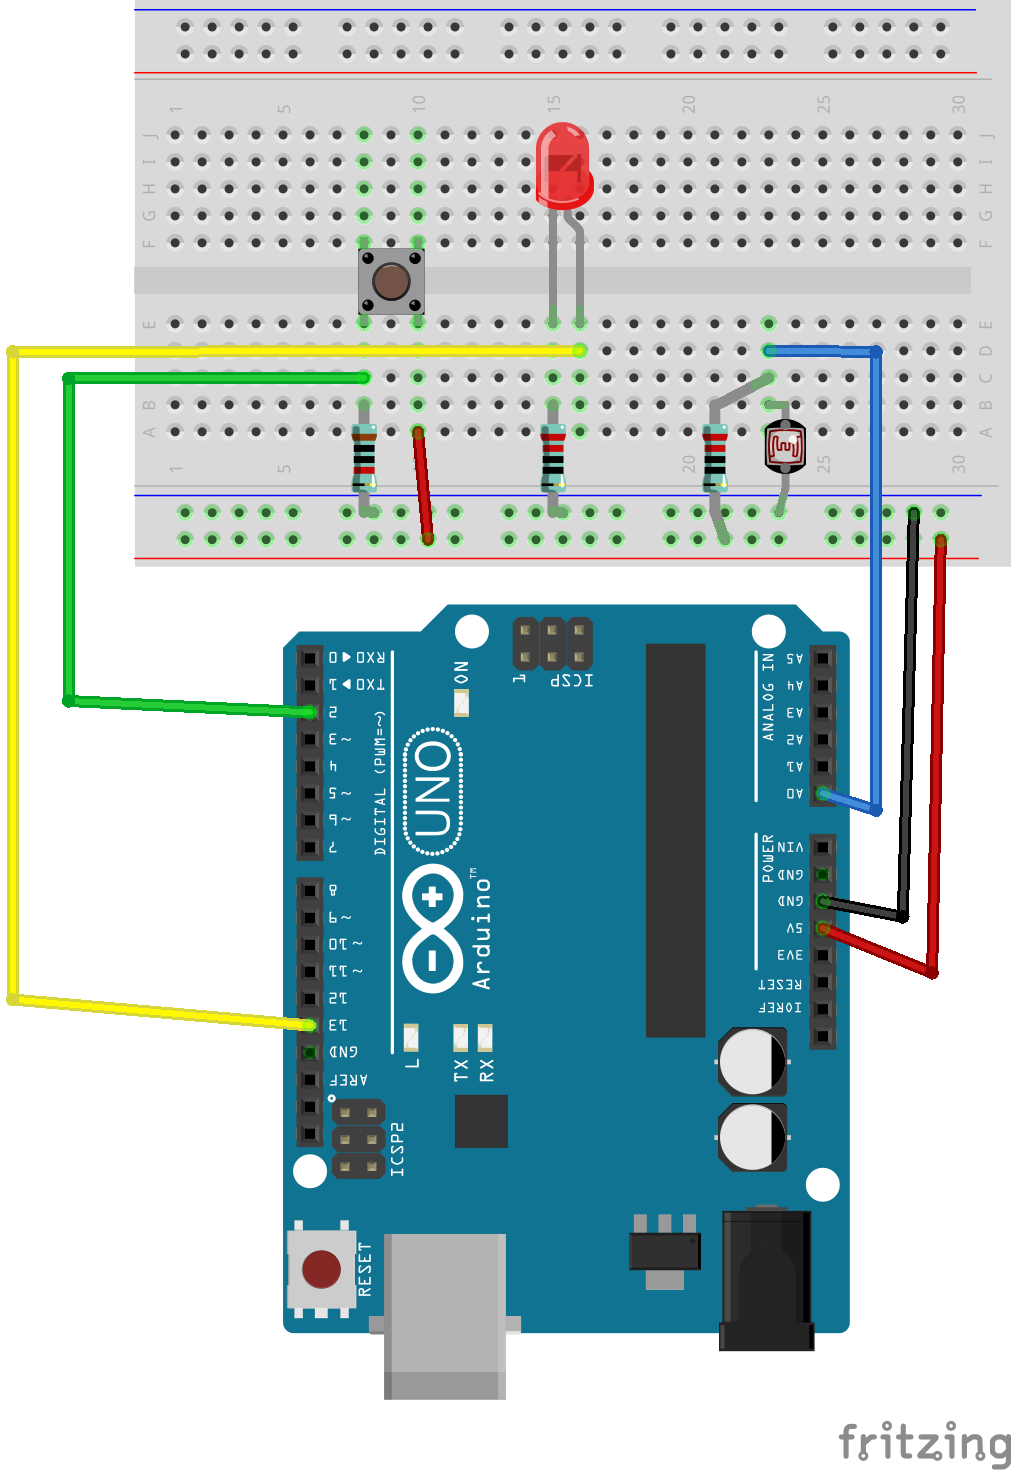 1 5 10 15 20 25 30
J J
I I
H H
G G
F F
E E
D D
C C
B B
A A
1 5 20 25 30
1
ICSP
ON
RX0 ◀ 0
TX0 ▶ 1
2
3 ~
4
5 ~
6 ~
7
8
9 ~
10 ~
11 ~
12
13
GND
AREF
DIGITAL (PWM=~)
UNO
Arduino™
ANALOG IN
A5
A4
A3
A2
A1
A0
POWER
VIN
GND
GND
5V
3V3
RESET
IOREF
L
TX
RX
ICSP2
RESET
fritzing